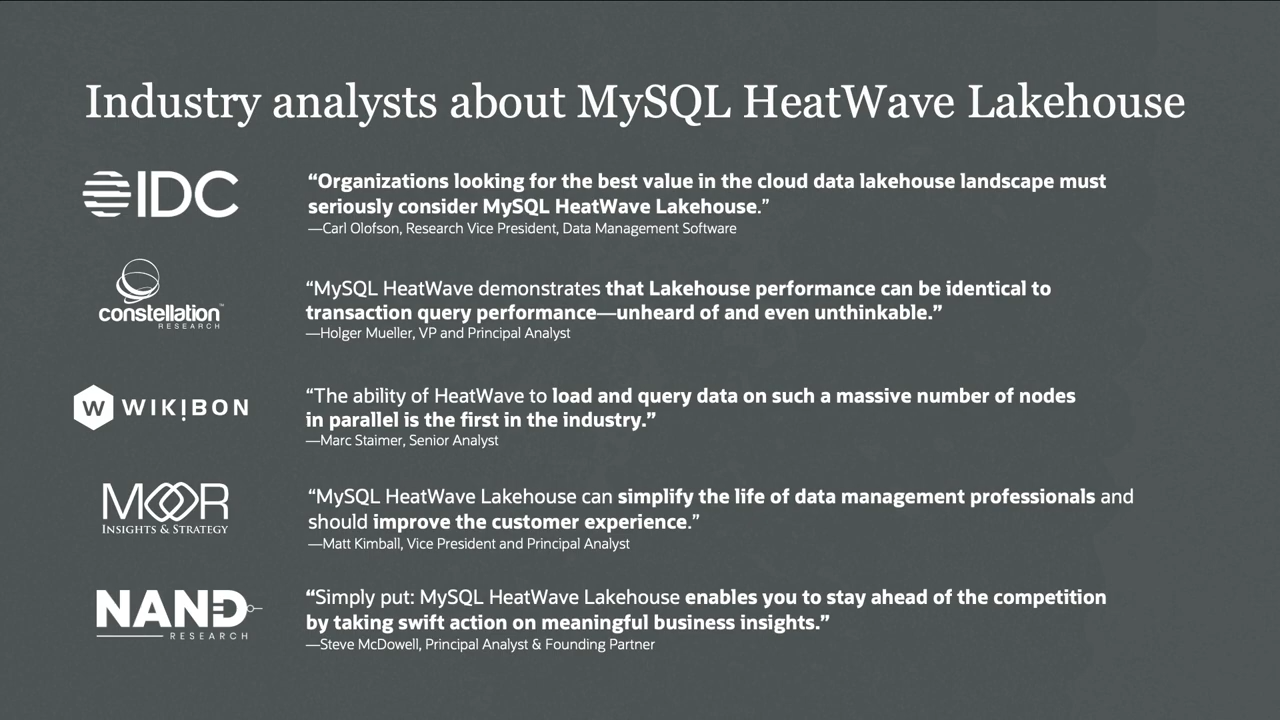 Industry analysts about MySQL HeatWave Lakehouse
IDC
“Organizations looking for the best value in the cloud data lakehouse landscape must
seriously consider MySQL HeatWave Lakehouse.”
—Carl Olofson, Research Vice President, Data Management Software
constellation™
RESEARCH
“MySQL HeatWave demonstrates that Lakehouse performance can be identical to
transaction query performance—unheard of and even unthinkable.”
—Holger Mueller, VP and Principal Analyst
W WIKIBON
“The ability of HeatWave to load and query data on such a massive number of nodes
in parallel is the first in the industry.”
—Marc Staimer, Senior Analyst
MOOR
INSIGHTS & STRATEGY
“MySQL HeatWave Lakehouse can simplify the life of data management professionals and
should improve the customer experience.”
—Matt Kimball, Vice President and Principal Analyst
NAND
RESEARCH
“Simply put: MySQL HeatWave Lakehouse enables you to stay ahead of the competition
by taking swift action on meaningful business insights.”
—Steve McDowell, Principal Analyst & Founding Partner